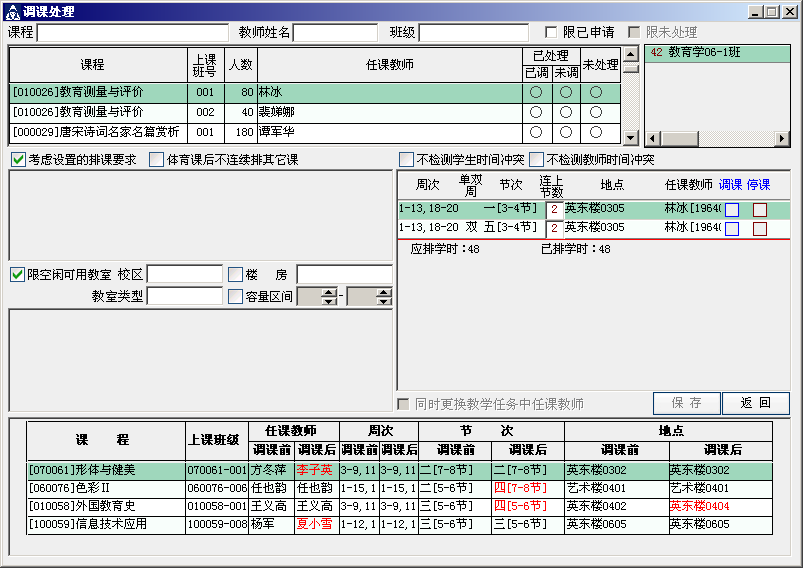 调课处理
课程 教师姓名 班级 限已申请 限未处理
课程 上课班号 人数 任课教师 已处理 未处理
已调 未调
[010026]教育测量与评价 001 80 林冰
[010026]教育测量与评价 002 40 裴娣娜
[000029]唐宋诗词名家名篇赏析 001 180 谭军华
42 教育学06-1班
考虑设置的排课要求 体育课后不连续排其它课
不检测学生时间冲突 不检测教师时间冲突
周次 单双周 节次 连上节数 地点 任课教师 调课 停课
1-13,18-20 一[3-4节] 2 英东楼0305 林冰[1964
1-13,18-20 双 五[3-4节] 2 英东楼0305 林冰[1964
应排学时:48 已排学时:48
限空闲可用教室 校区 楼 房
教室类型 容量区间 -
同时更换教学任务中任课教师 保 存 返 回
课 程 上课班级 任课教师 周次 节 次 地点
调课前 调课后 调课前 调课后 调课前 调课后 调课前 调课后
[070061]形体与健美 070061-001 方冬萍 李子英 3-9,11 3-9,11 二[7-8节] 二[7-8节] 英东楼0302 英东楼0302
[060076]色彩Ⅱ 060076-006 任也韵 任也韵 1-15,1 1-15,1 二[7-8节] 四[7-8节] 艺术楼0401 艺术楼0401
[010058]外国教育史 010058-001 王义高 王义高 3-9,11 3-9,11 三[5-6节] 四[5-6节] 英东楼0402 英东楼0404
[100059]信息技术应用 100059-008 杨军 夏小雪 1-12,1 1-12,1 三[5-6节] 三[5-6节] 英东楼0605 英东楼0605